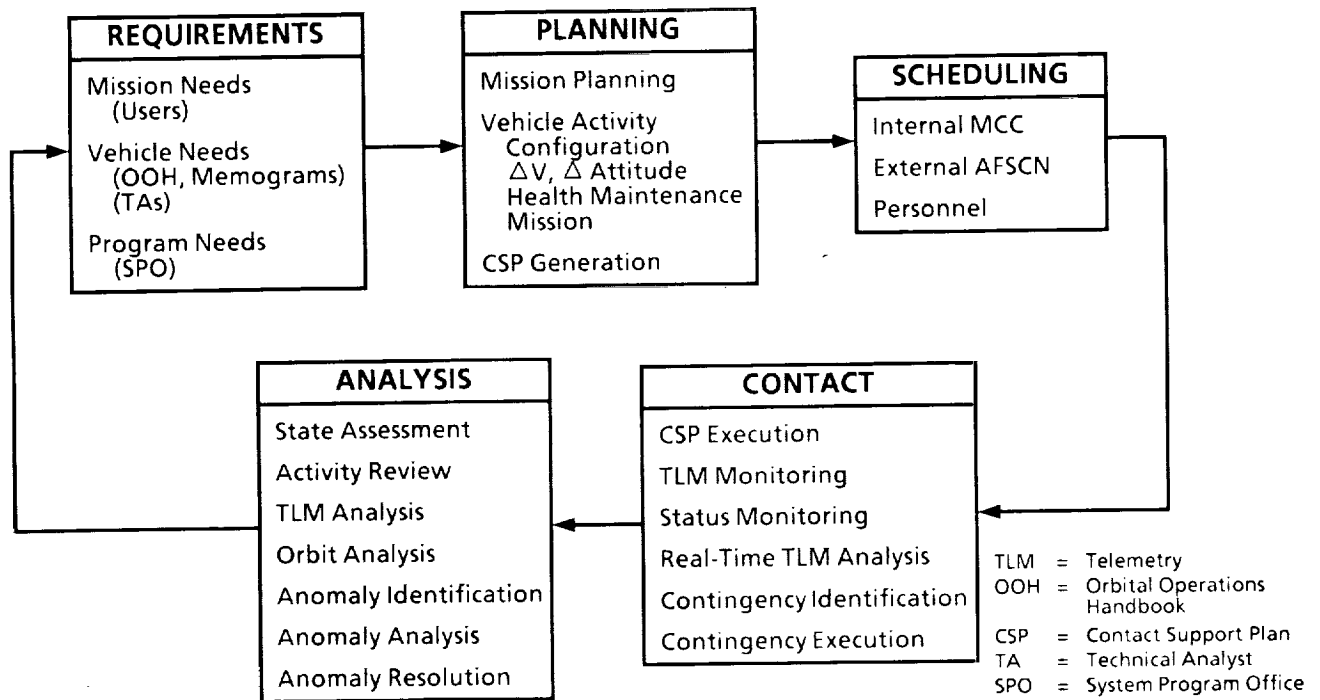 REQUIREMENTS
Mission Needs
(Users)
Vehicle Needs
(OOH, Memograms)
(TAs)
Program Needs
(SPO)
PLANNING
Mission Planning
Vehicle Activity
Configuration
△V, △ Attitude
Health Maintenance
Mission
CSP Generation
SCHEDULING
Internal MCC
External AFSCN
Personnel
ANALYSIS
State Assessment
Activity Review
TLM Analysis
Orbit Analysis
Anomaly Identification
Anomaly Analysis
Anomaly Resolution
CONTACT
CSP Execution
TLM Monitoring
Status Monitoring
Real-Time TLM Analysis
Contingency Identification
Contingency Execution
TLM = Telemetry
OOH = Orbital Operations
Handbook
CSP = Contact Support Plan
TA = Technical Analyst
SPO = System Program Office